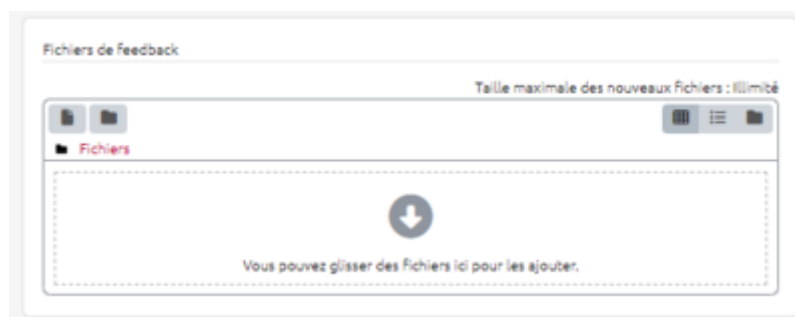 Fichiers de feedback
Taille maximale des nouveaux fichiers : Illimité
Fichiers
Vous pouvez glisser des fichiers ici pour les ajouter.